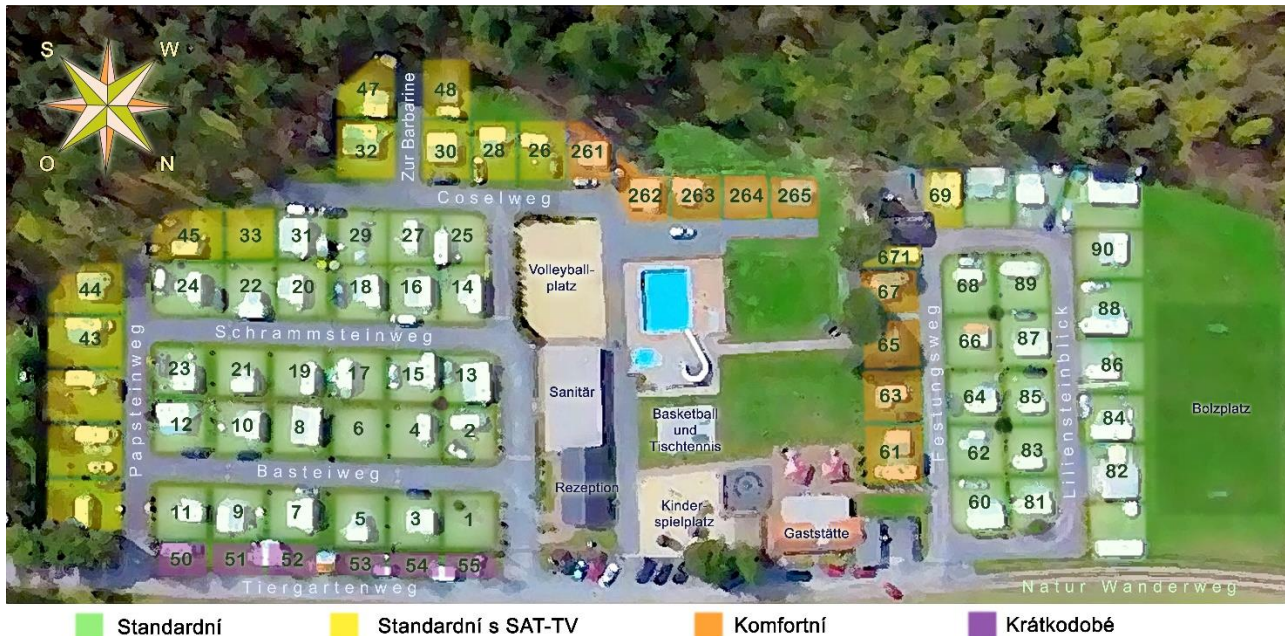 S W
O N
47 48
Zur Barbarine
32 30 28 26 261
262 263 264 265
Coselweg
69
45 33 31 29 27 25
Volleyball-
platz
671
90
44 24 22 20 18 16 14
67
68 89
88
43
Schrammsteinweg
65
66 87
86
Papsteinweg
23 21 19 17 15 13
Sanitär
Festungsweg
Liliensteinblick
63
64 85
84
12 10 8 6 4 2
Basketball
und
Tischtennis
Bolzplatz
61
62 83
82
Basteiweg
Rezeption
Kinder-
spielplatz
60 81
11 9 7 5 3 1
Gaststätte
50 51 52 53 54 55
Tiergartenweg
Natur Wanderweg
Standardní
Standardní s SAT-TV
Komfortní
Krátkodobé